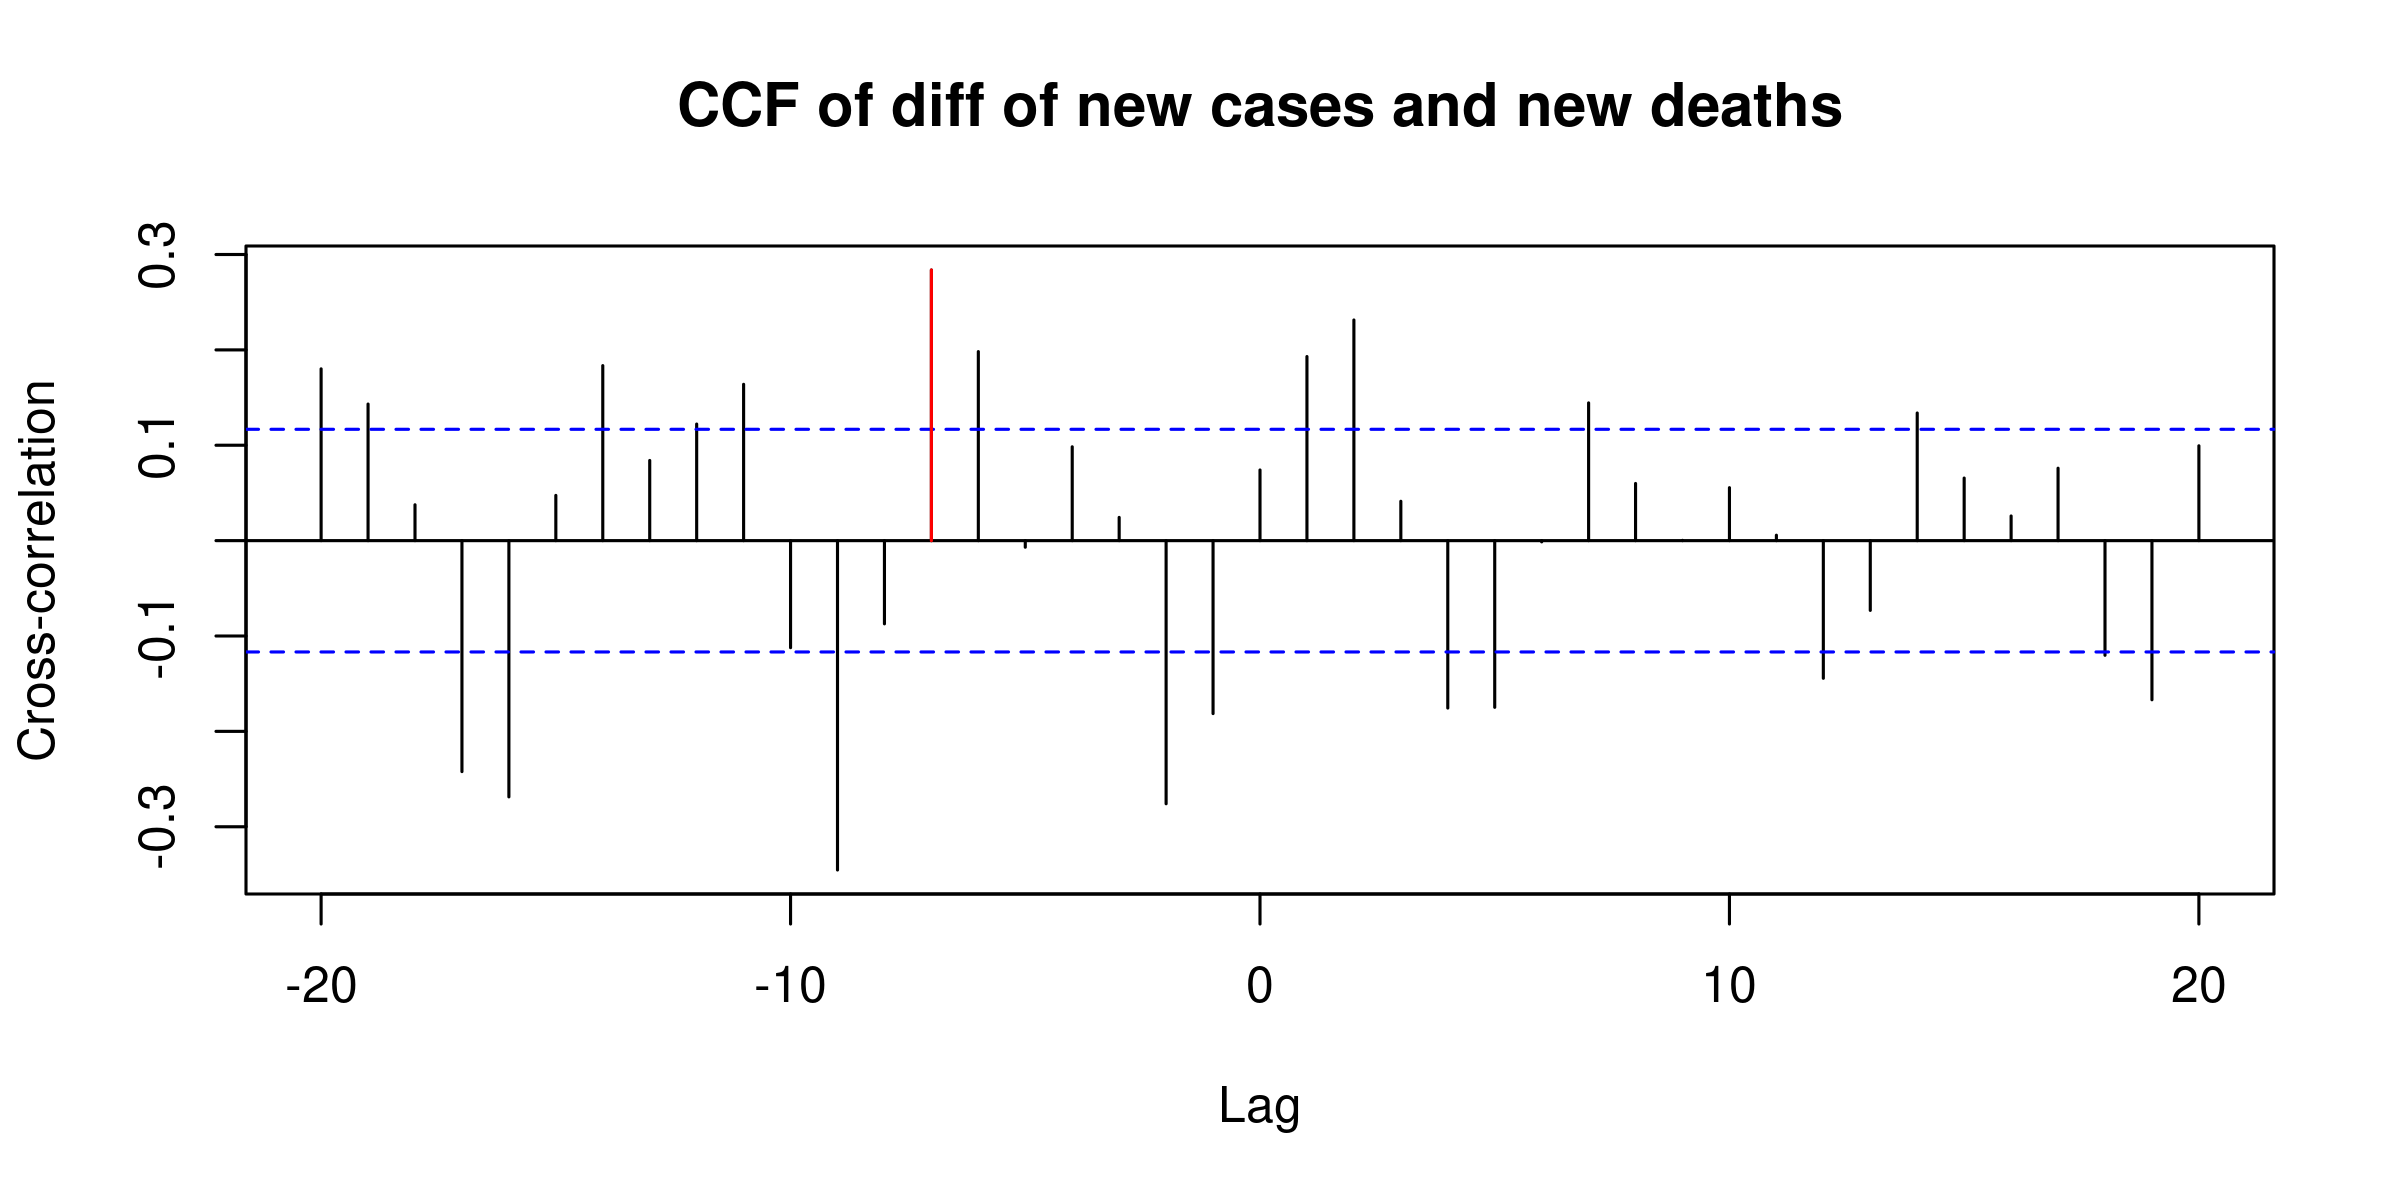 CCF of diff of new cases and new deaths
Cross-correlation
0.3
0.1
-0.1
-0.3
-20 -10 0 10 20
Lag